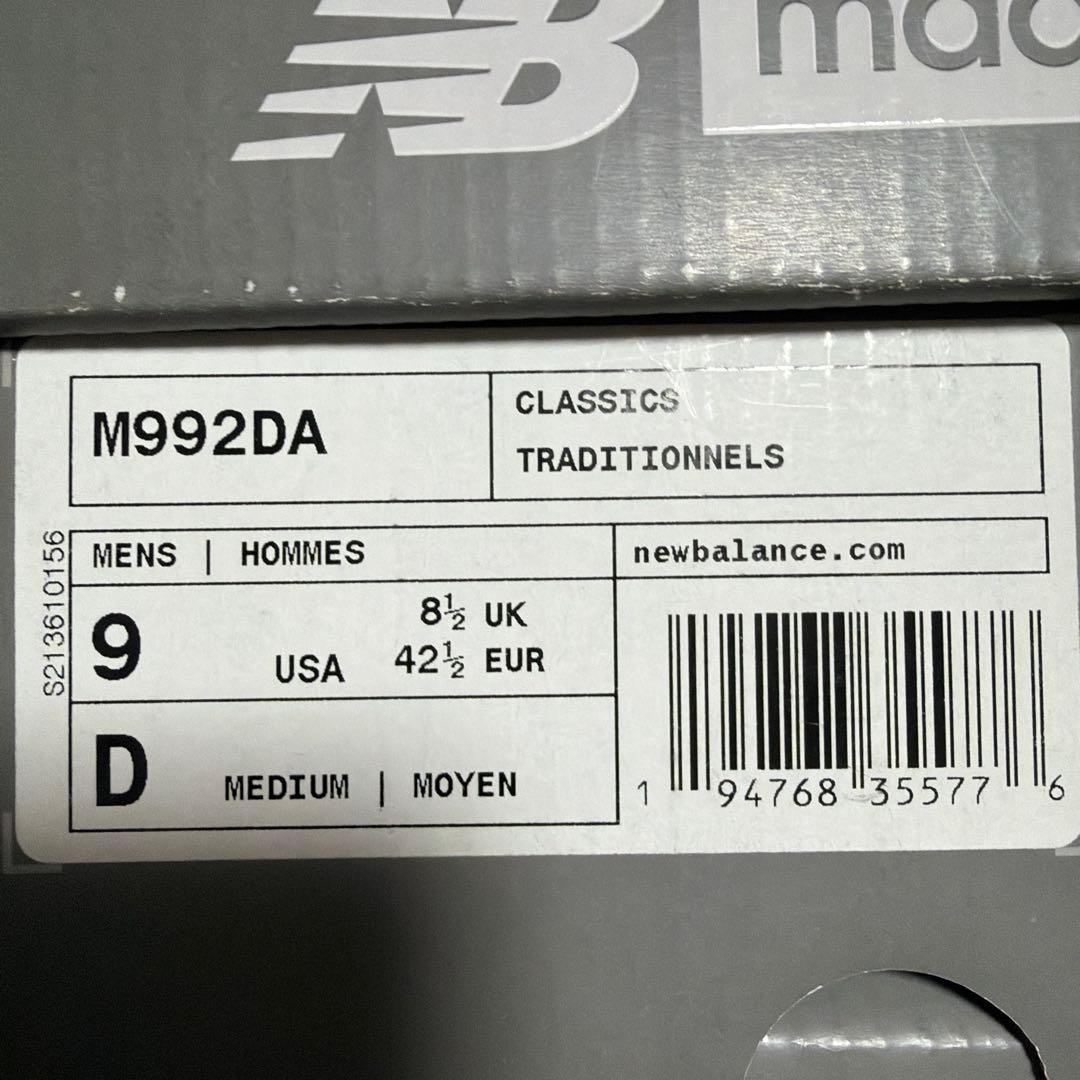 NB
M992DA
CLASSICS
TRADITIONNELS
S213610156
MENS | HOMMES
newbalance.com
9 USA 8½ UK
42½ EUR
D MEDIUM | MOYEN
1 94768 35577 6